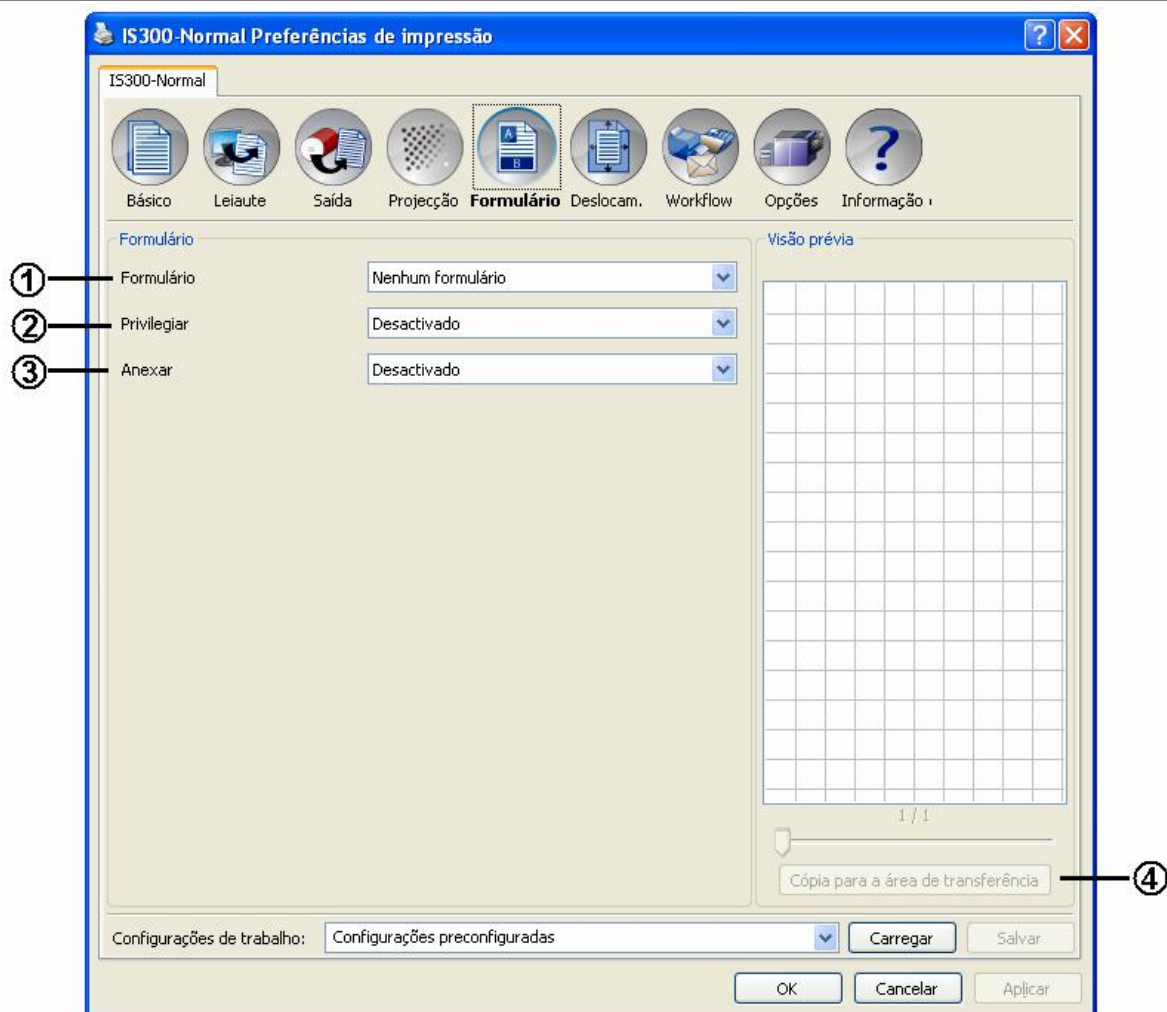 IS300-Normal Preferências de impressão
IS300-Normal
Básico Leiaute Saída Projecção Formulário Deslocam. Workflow Opções Informação
Formulário Visão prévia
① Formulário Nenhum formulário
② Privilegiar Desactivado
③ Anexar Desactivado
A
B
?
1 / 1
Cópia para a área de transferência ④
Configurações de trabalho: Configurações preconfiguradas Carregar Salvar
OK Cancelar Aplicar